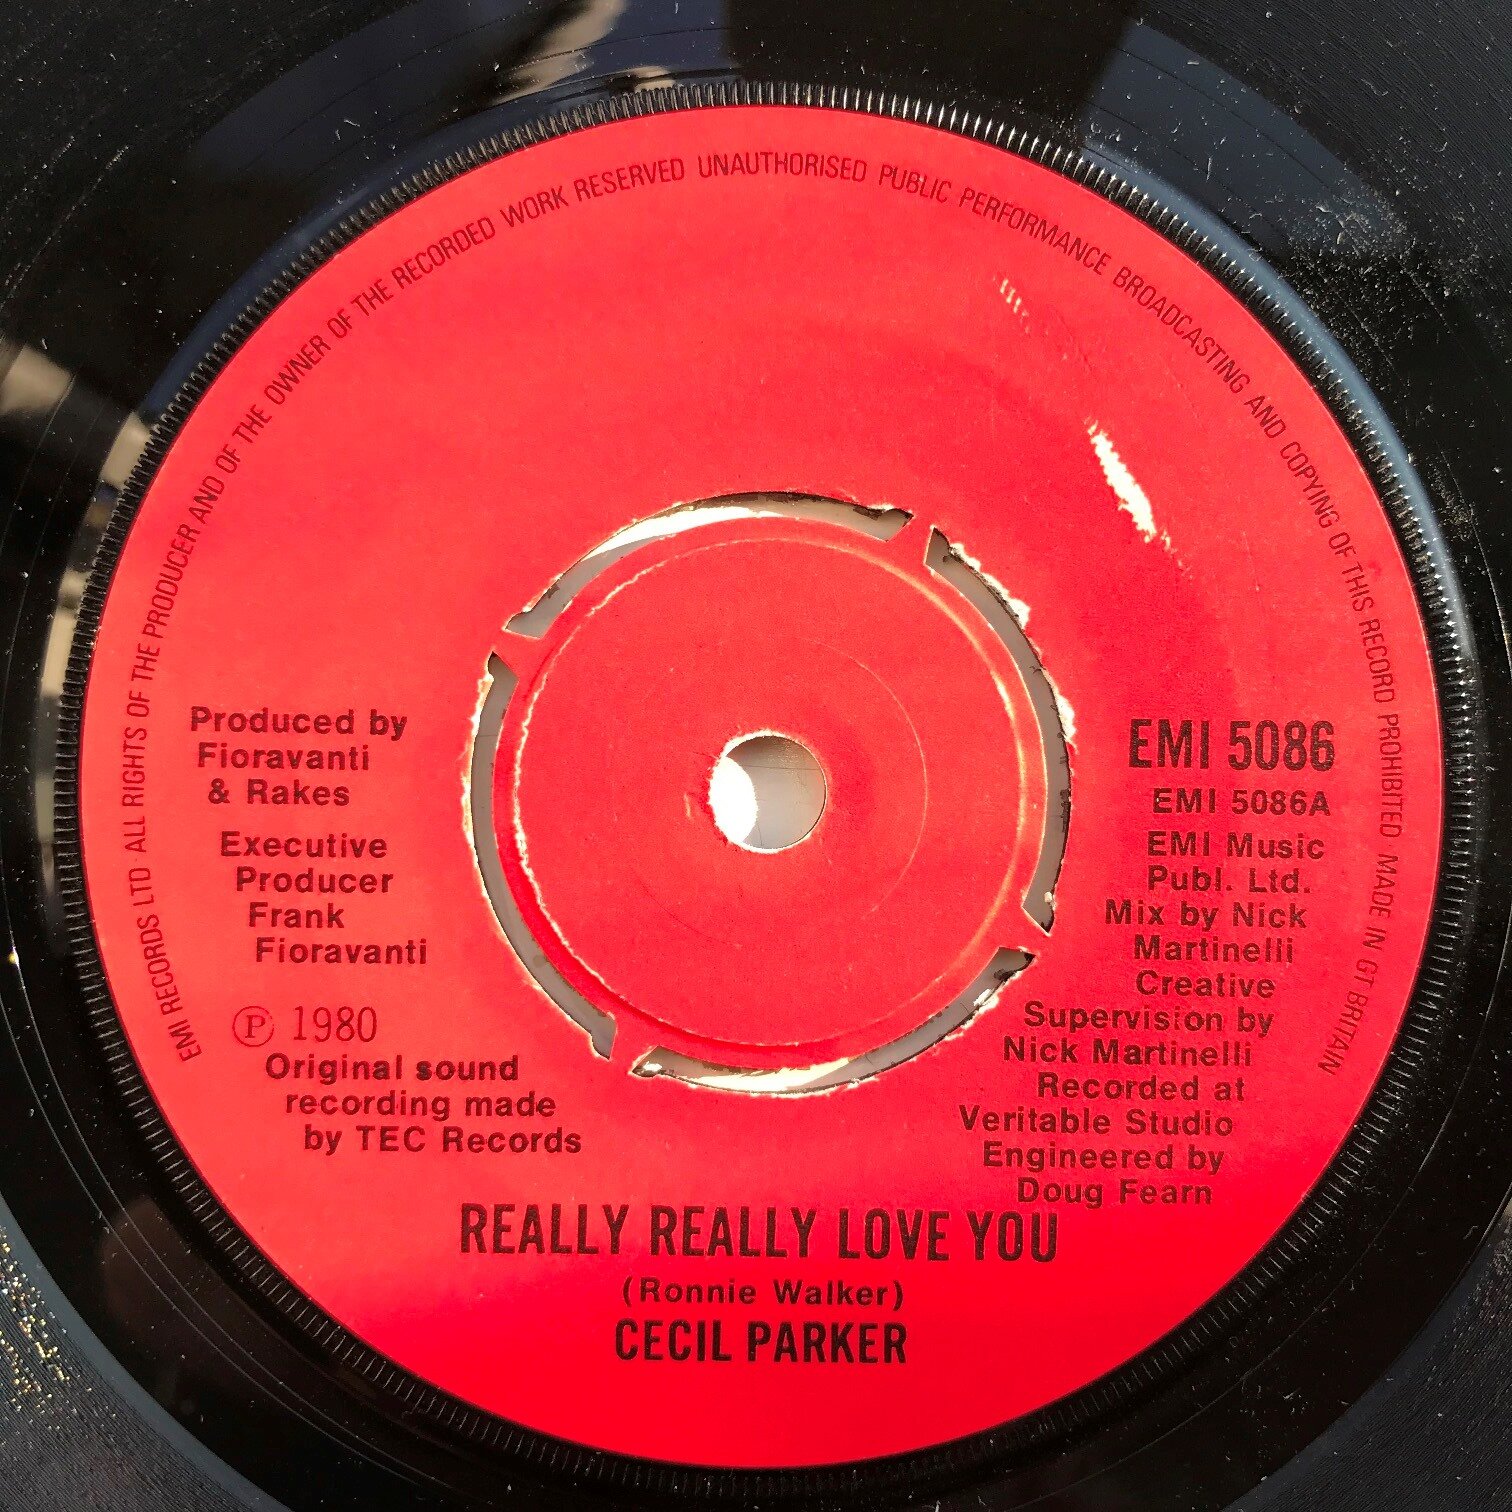 EMI RECORDS LTD · ALL RIGHTS OF THE PRODUCER AND OF THE OWNER OF THE RECORDED WORK RESERVED UNAUTHORISED PUBLIC PERFORMANCE BROADCASTING AND COPYING OF THIS RECORD PROHIBITED · MADE IN GT BRITAIN
Produced by
Fioravanti
& Rakes
Executive
Producer
Frank
Fioravanti
℗ 1980
Original sound
recording made
by TEC Records
EMI 5086
EMI 5086A
EMI Music
Publ. Ltd.
Mix by Nick
Martinelli
Creative
Supervision by
Nick Martinelli
Recorded at
Veritable Studio
Engineered by
Doug Fearn
REALLY REALLY LOVE YOU
(Ronnie Walker)
CECIL PARKER